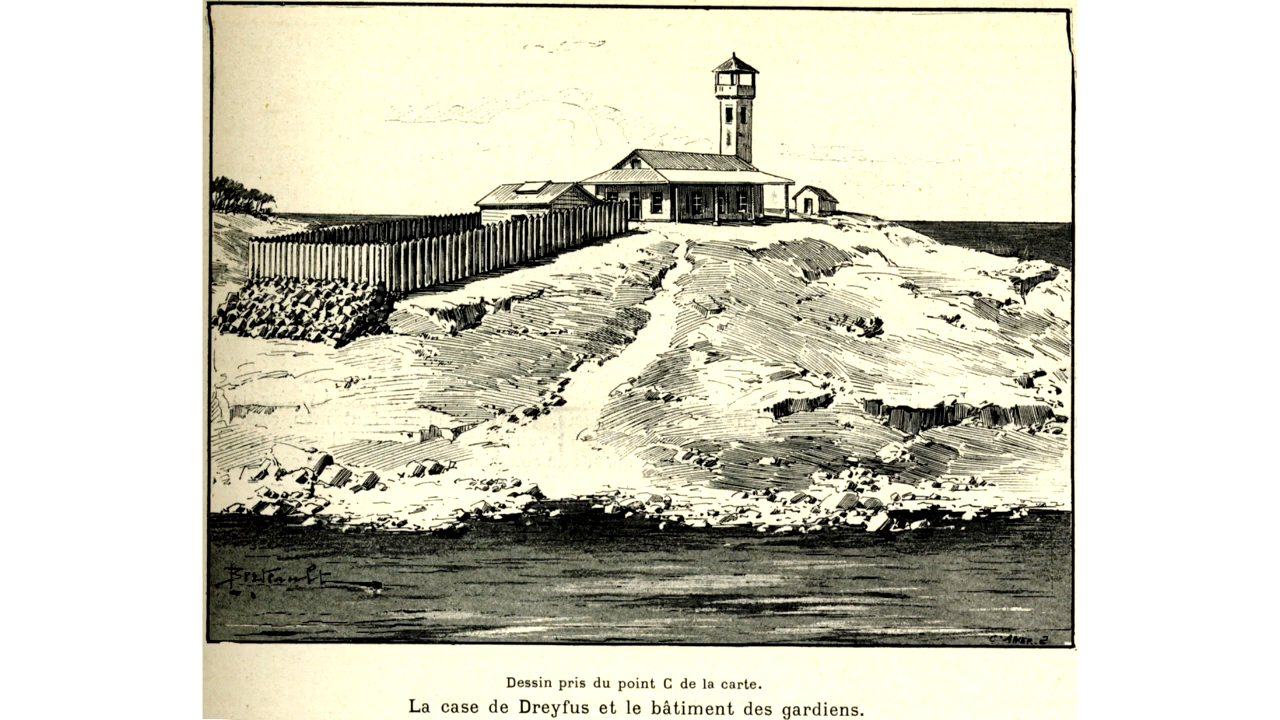 Dessin pris du point C de la carte.
La case de Dreyfus et le bâtiment des gardiens.